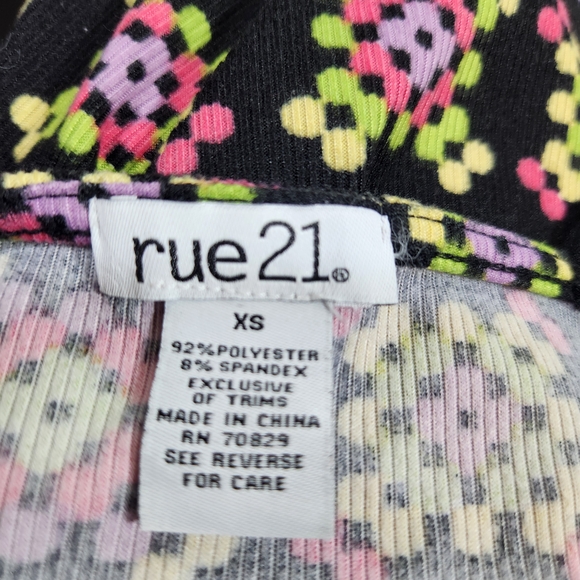 rue21®
XS
92% POLYESTER
8% SPANDEX
EXCLUSIVE
OF TRIMS
MADE IN CHINA
RN 70829
SEE REVERSE
FOR CARE